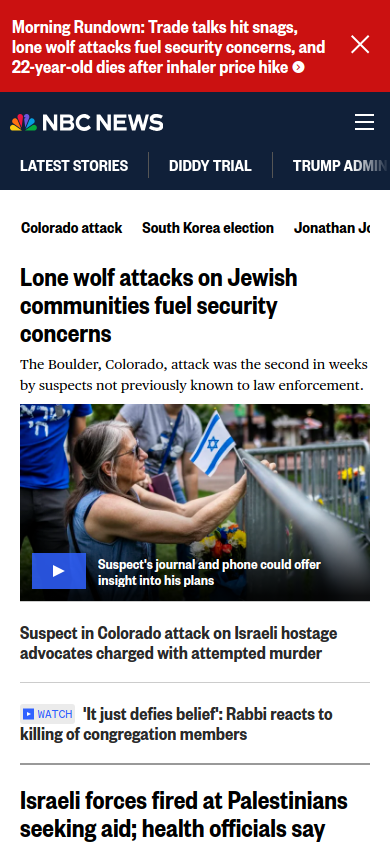 Morning Rundown: Trade talks hit snags,
lone wolf attacks fuel security concerns, and
22-year-old dies after inhaler price hike
NBC NEWS
LATEST STORIES
DIDDY TRIAL
TRUMP ADMIN
Colorado attack
South Korea election
Jonathan Jo
Lone wolf attacks on Jewish
communities fuel security
concerns
The Boulder, Colorado, attack was the second in weeks
by suspects not previously known to law enforcement.
Suspect's journal and phone could offer
insight into his plans
Suspect in Colorado attack on Israeli hostage
advocates charged with attempted murder
WATCH 'It just defies belief': Rabbi reacts to
killing of congregation members
Israeli forces fired at Palestinians
seeking aid; health officials say